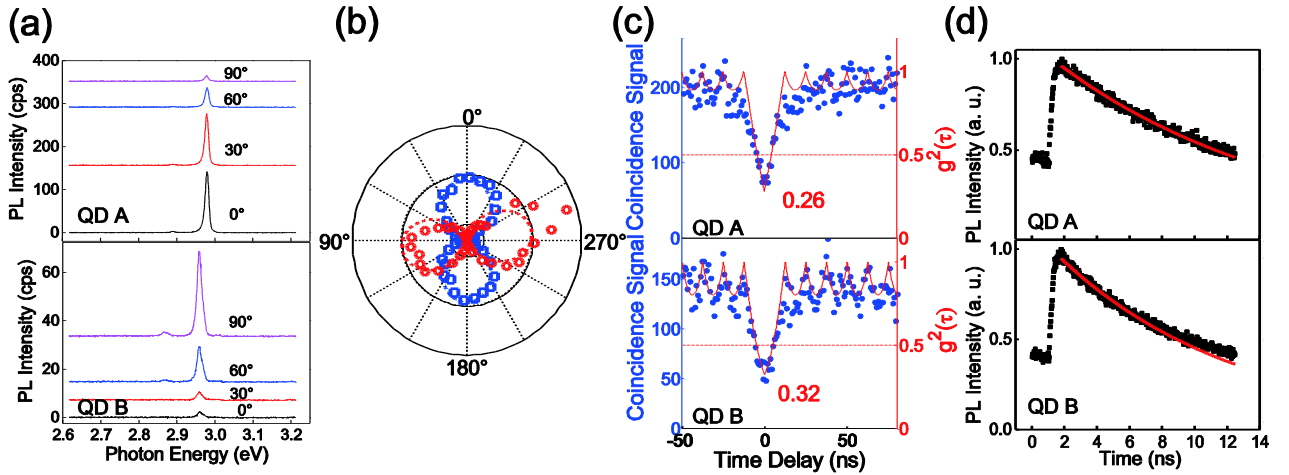 (a)
PL Intensity (cps)
400
300
200
100
0
90°
60°
30°
0°
QD A
PL Intensity (cps)
60
40
20
0
90°
60°
30°
0°
QD B
2.6 2.7 2.8 2.9 3.0 3.1 3.2
Photon Energy (eV)
(b)
0°
90°
270°
180°
(c)
Coincidence Signal
200
100
0
1
0.5
0
g²(τ)
0.26
QD A
Coincidence Signal
150
100
50
0
1
0.5
0
g²(τ)
0.32
QD B
-50 0 50
Time Delay (ns)
(d)
PL Intensity (a. u.)
1.0
0.5
0.0
QD A
PL Intensity (a. u.)
1.0
0.5
0.0
QD B
0 2 4 6 8 10 12 14
Time (ns)